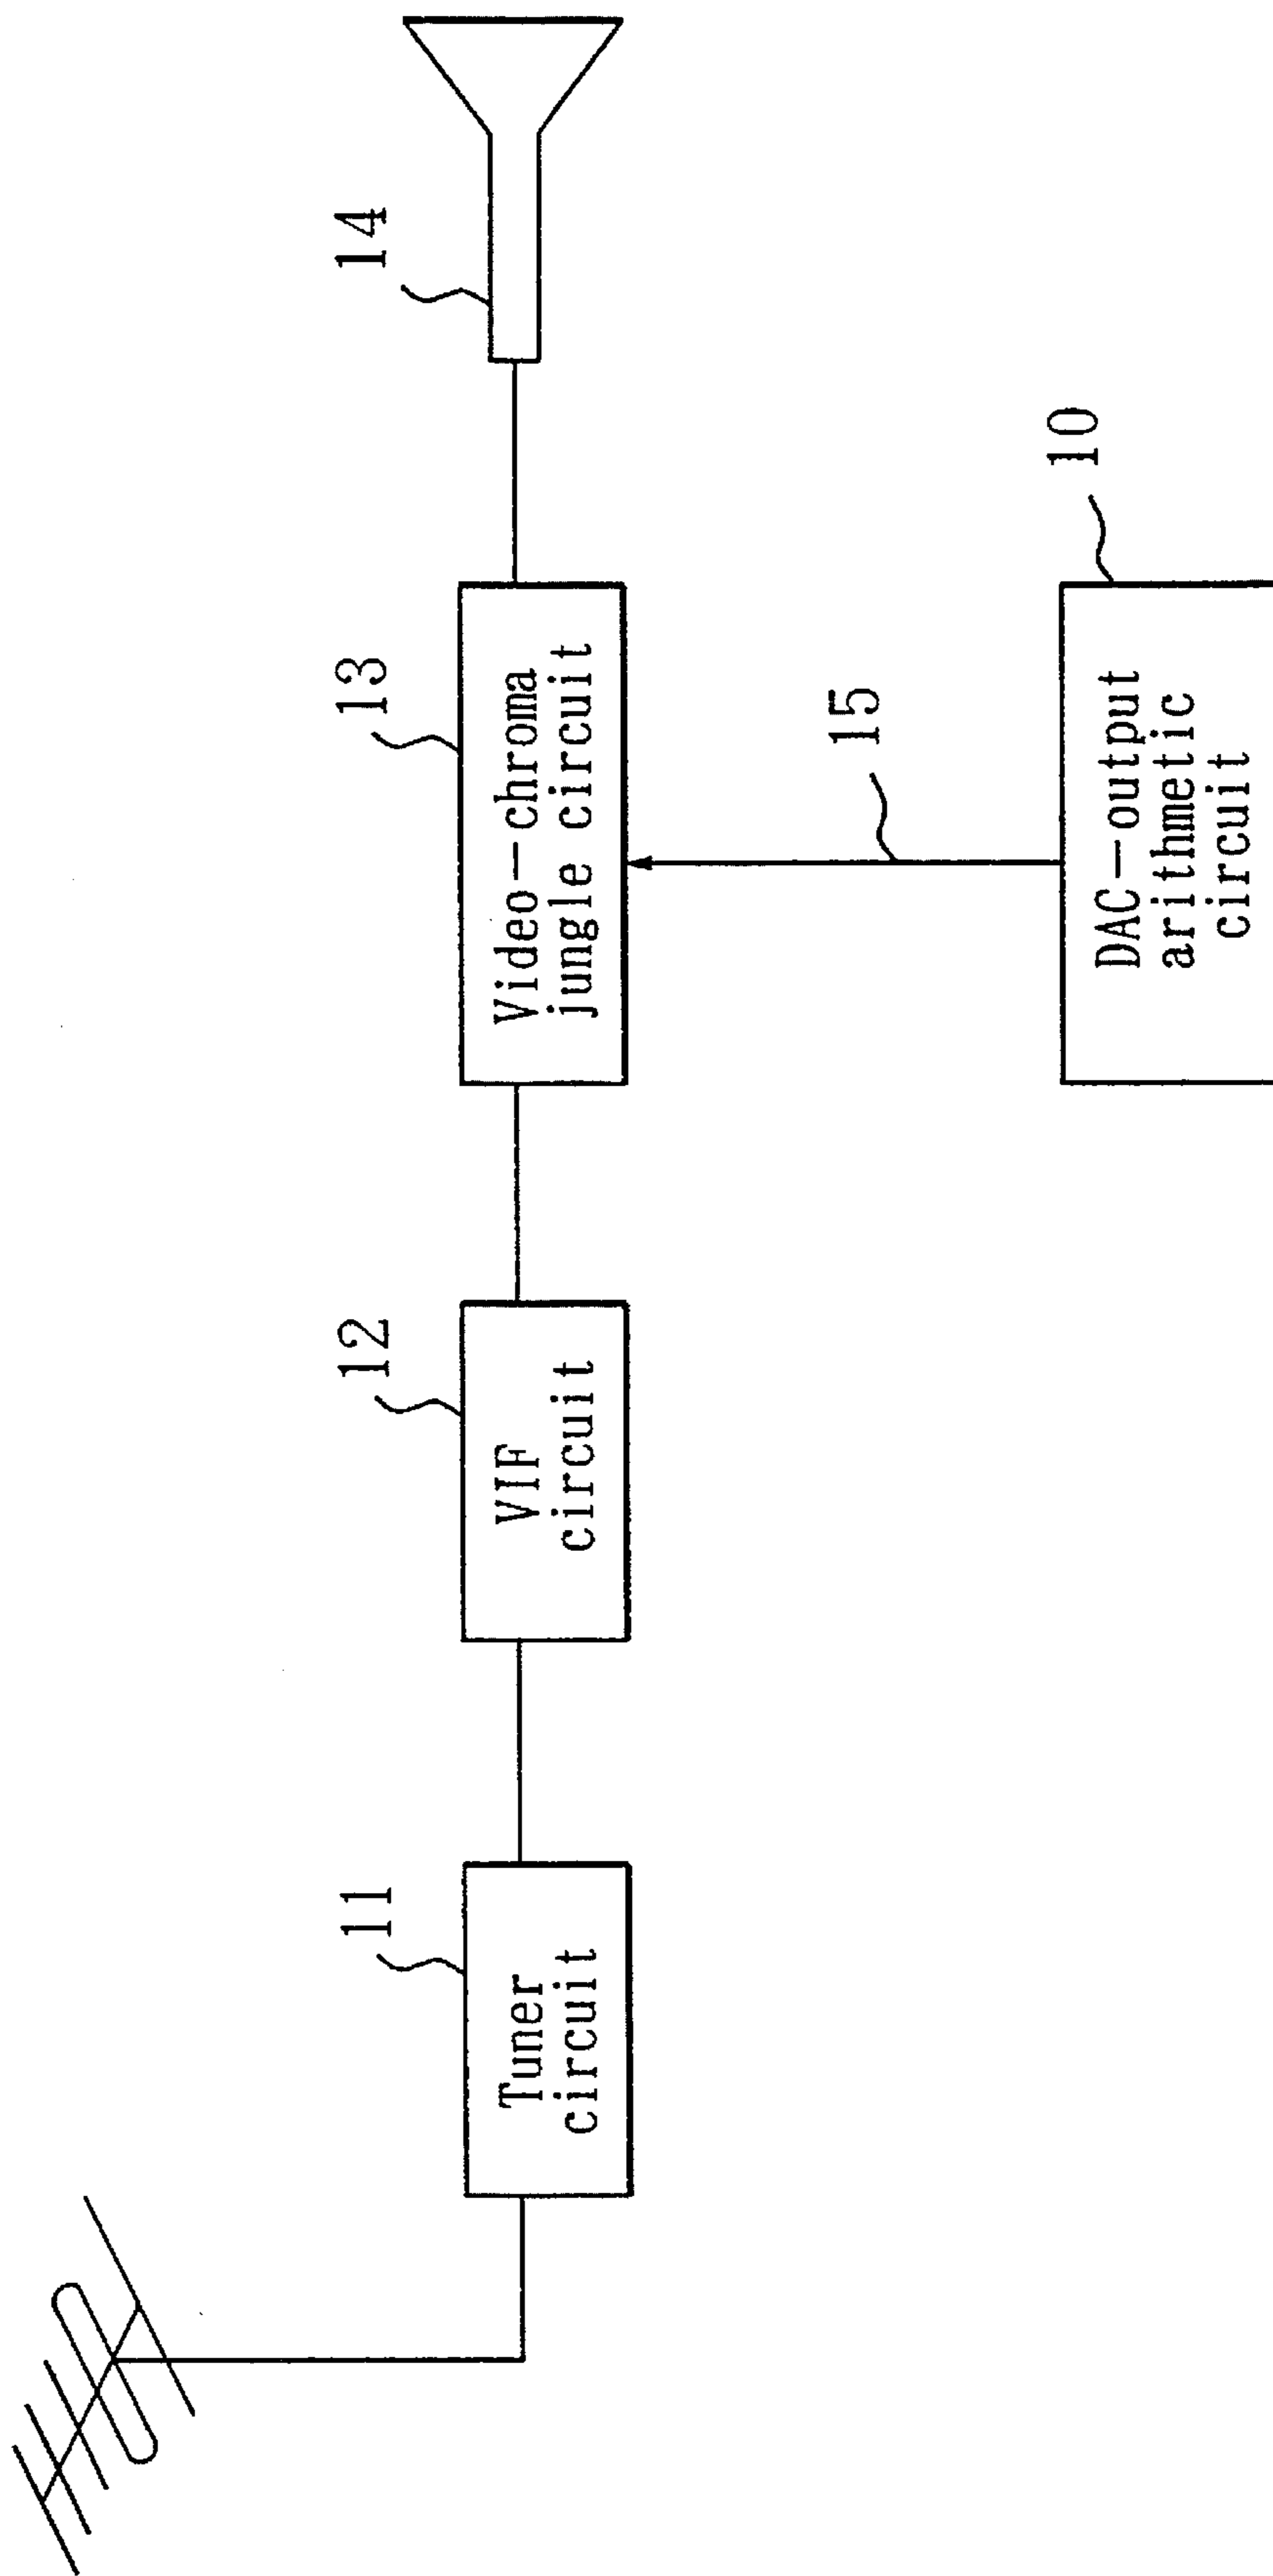 11
Tuner
circuit
12
VIF
circuit
13
Video-chroma
jungle circuit
14
15
10
DAC-output
arithmetic
circuit